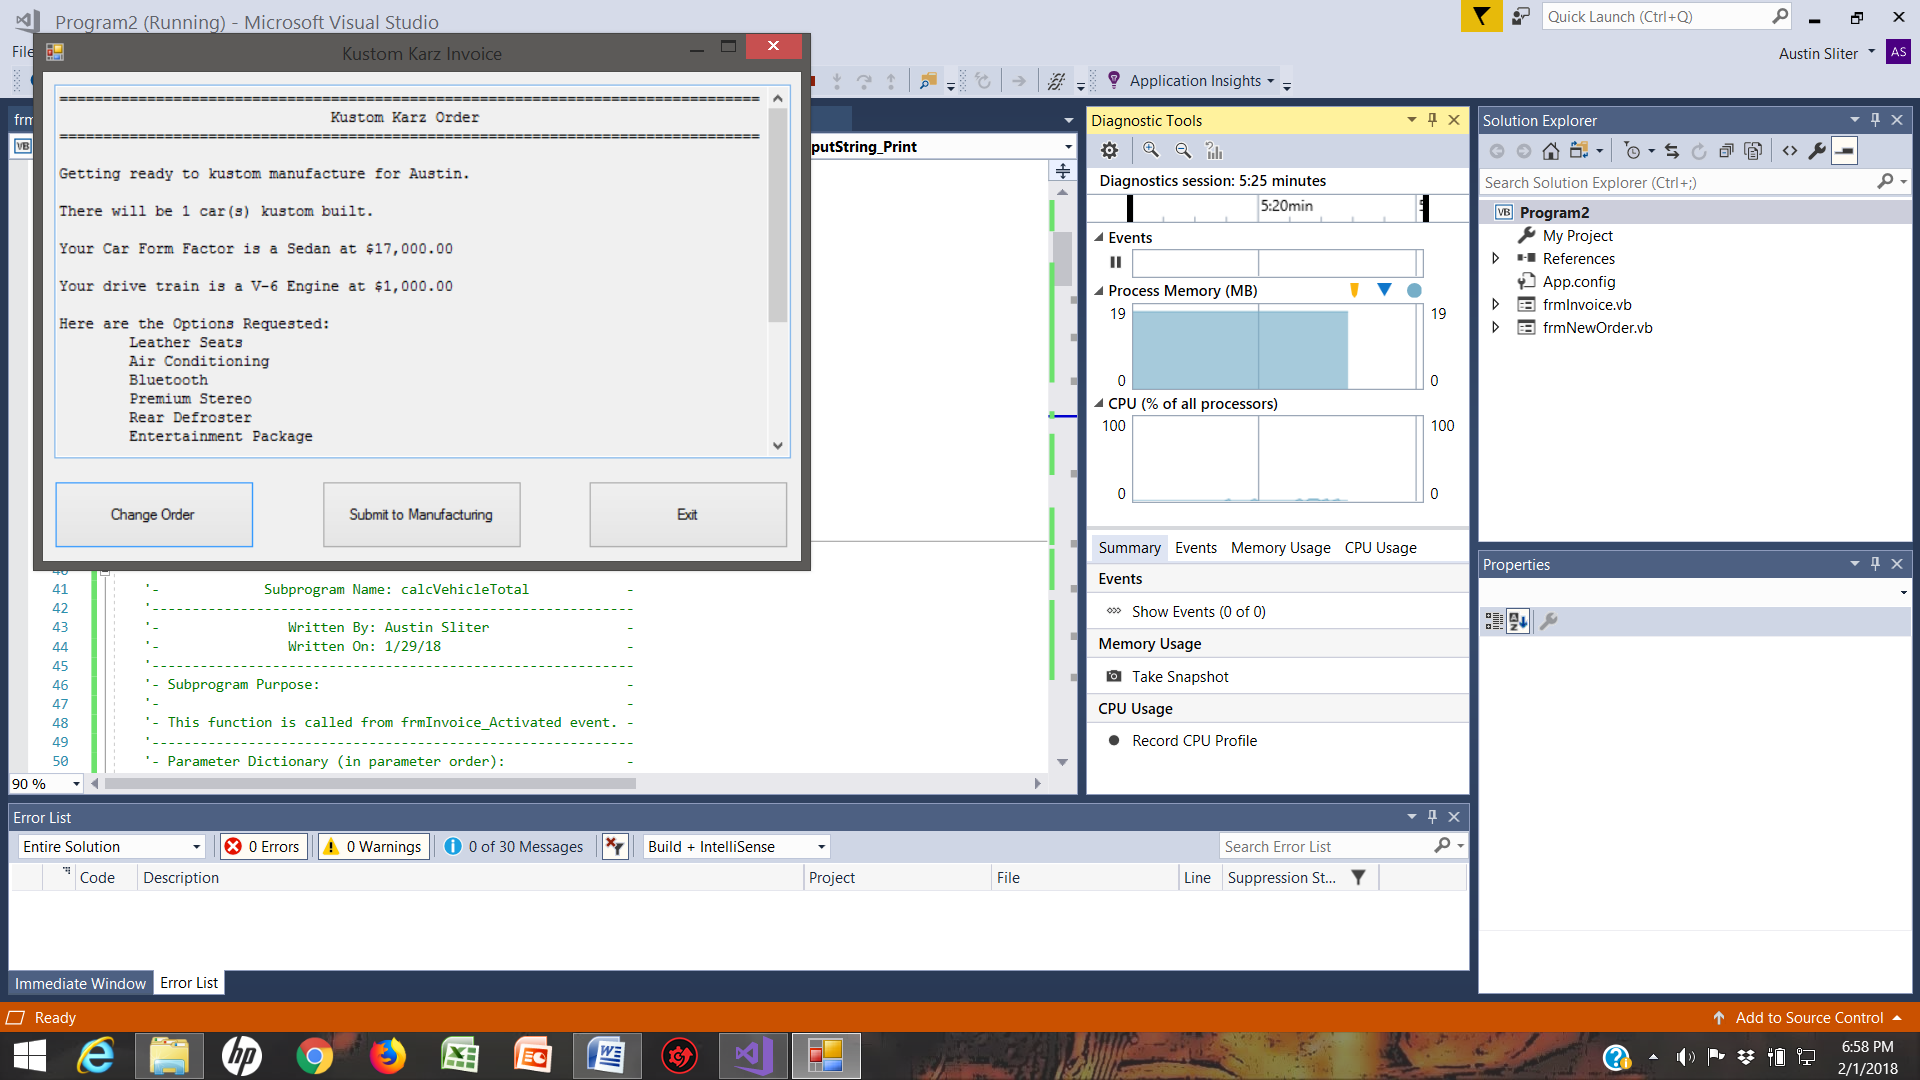 Program2 (Running) - Microsoft Visual Studio
Quick Launch (Ctrl+Q)
File
Austin Sliter
AS
Application Insights
Kustom Karz Invoice
================================================================================
Kustom Karz Order
================================================================================
Getting ready to kustom manufacture for Austin.
There will be 1 car(s) kustom built.
Your Car Form Factor is a Sedan at $17,000.00
Your drive train is a V-6 Engine at $1,000.00
Here are the Options Requested:
Leather Seats
Air Conditioning
Bluetooth
Premium Stereo
Rear Defroster
Entertainment Package
Change Order
Submit to Manufacturing
Exit
frm
VB
putString_Print
41 '- Subprogram Name: calcVehicleTotal -
42 '------------------------------------------------------------
43 '- Written By: Austin Sliter -
44 '- Written On: 1/29/18 -
45 '------------------------------------------------------------
46 '- Subprogram Purpose: -
47 '- -
48 '- This function is called from frmInvoice_Activated event. -
49 '------------------------------------------------------------
50 '- Parameter Dictionary (in parameter order): -
90 %
Diagnostic Tools
Diagnostics session: 5:25 minutes
5:20min
Events
Process Memory (MB)
19
19
0
0
CPU (% of all processors)
100
100
0
0
Summary Events Memory Usage CPU Usage
Events
Show Events (0 of 0)
Memory Usage
Take Snapshot
CPU Usage
Record CPU Profile
Solution Explorer
Search Solution Explorer (Ctrl+;)
VB Program2
My Project
References
App.config
frmInvoice.vb
frmNewOrder.vb
Properties
Error List
Entire Solution
0 Errors
0 Warnings
0 of 30 Messages
Build + IntelliSense
Search Error List
Code Description Project File Line Suppression St...
Immediate Window
Error List
Ready
Add to Source Control
6:58 PM
2/1/2018